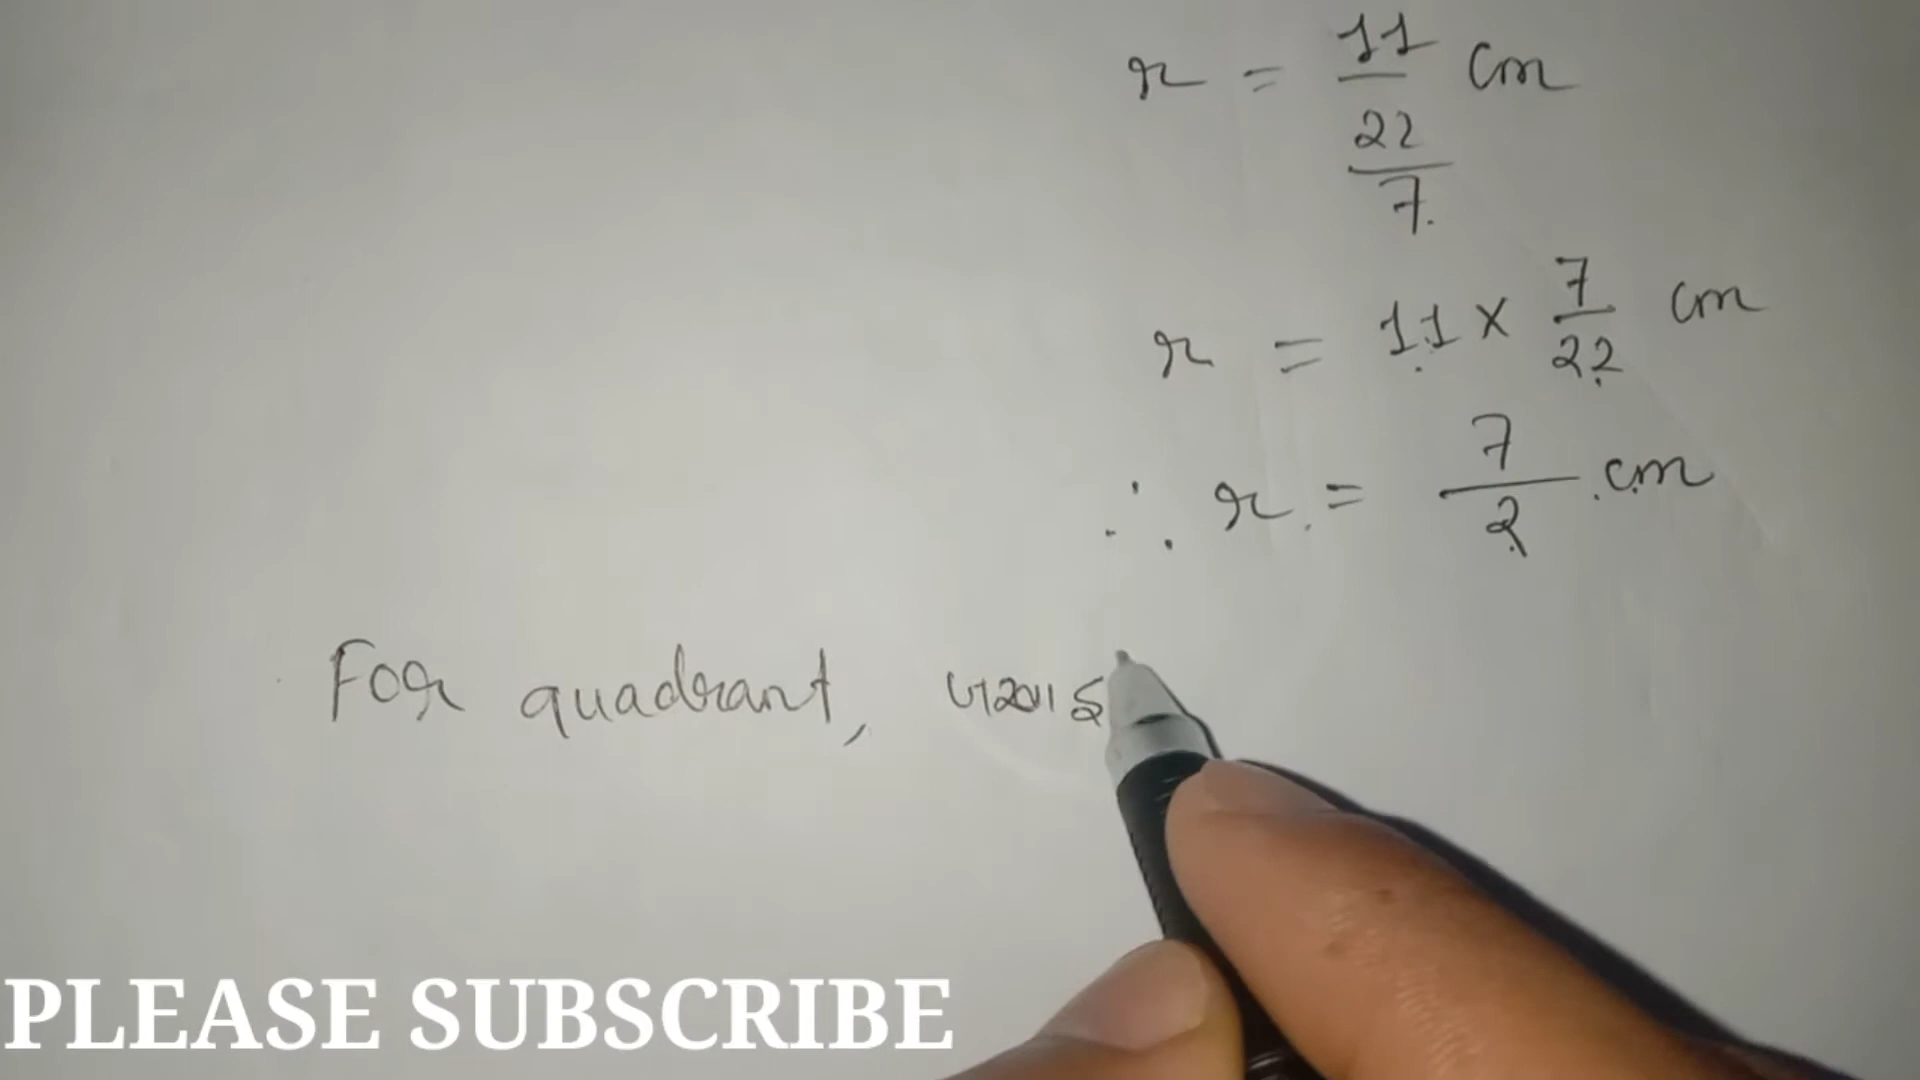 r = 11/22/7 cm
r = 11 × 7/22 cm
∴ r = 7/2 cm
For quadrant,
PLEASE SUBSCRIBE